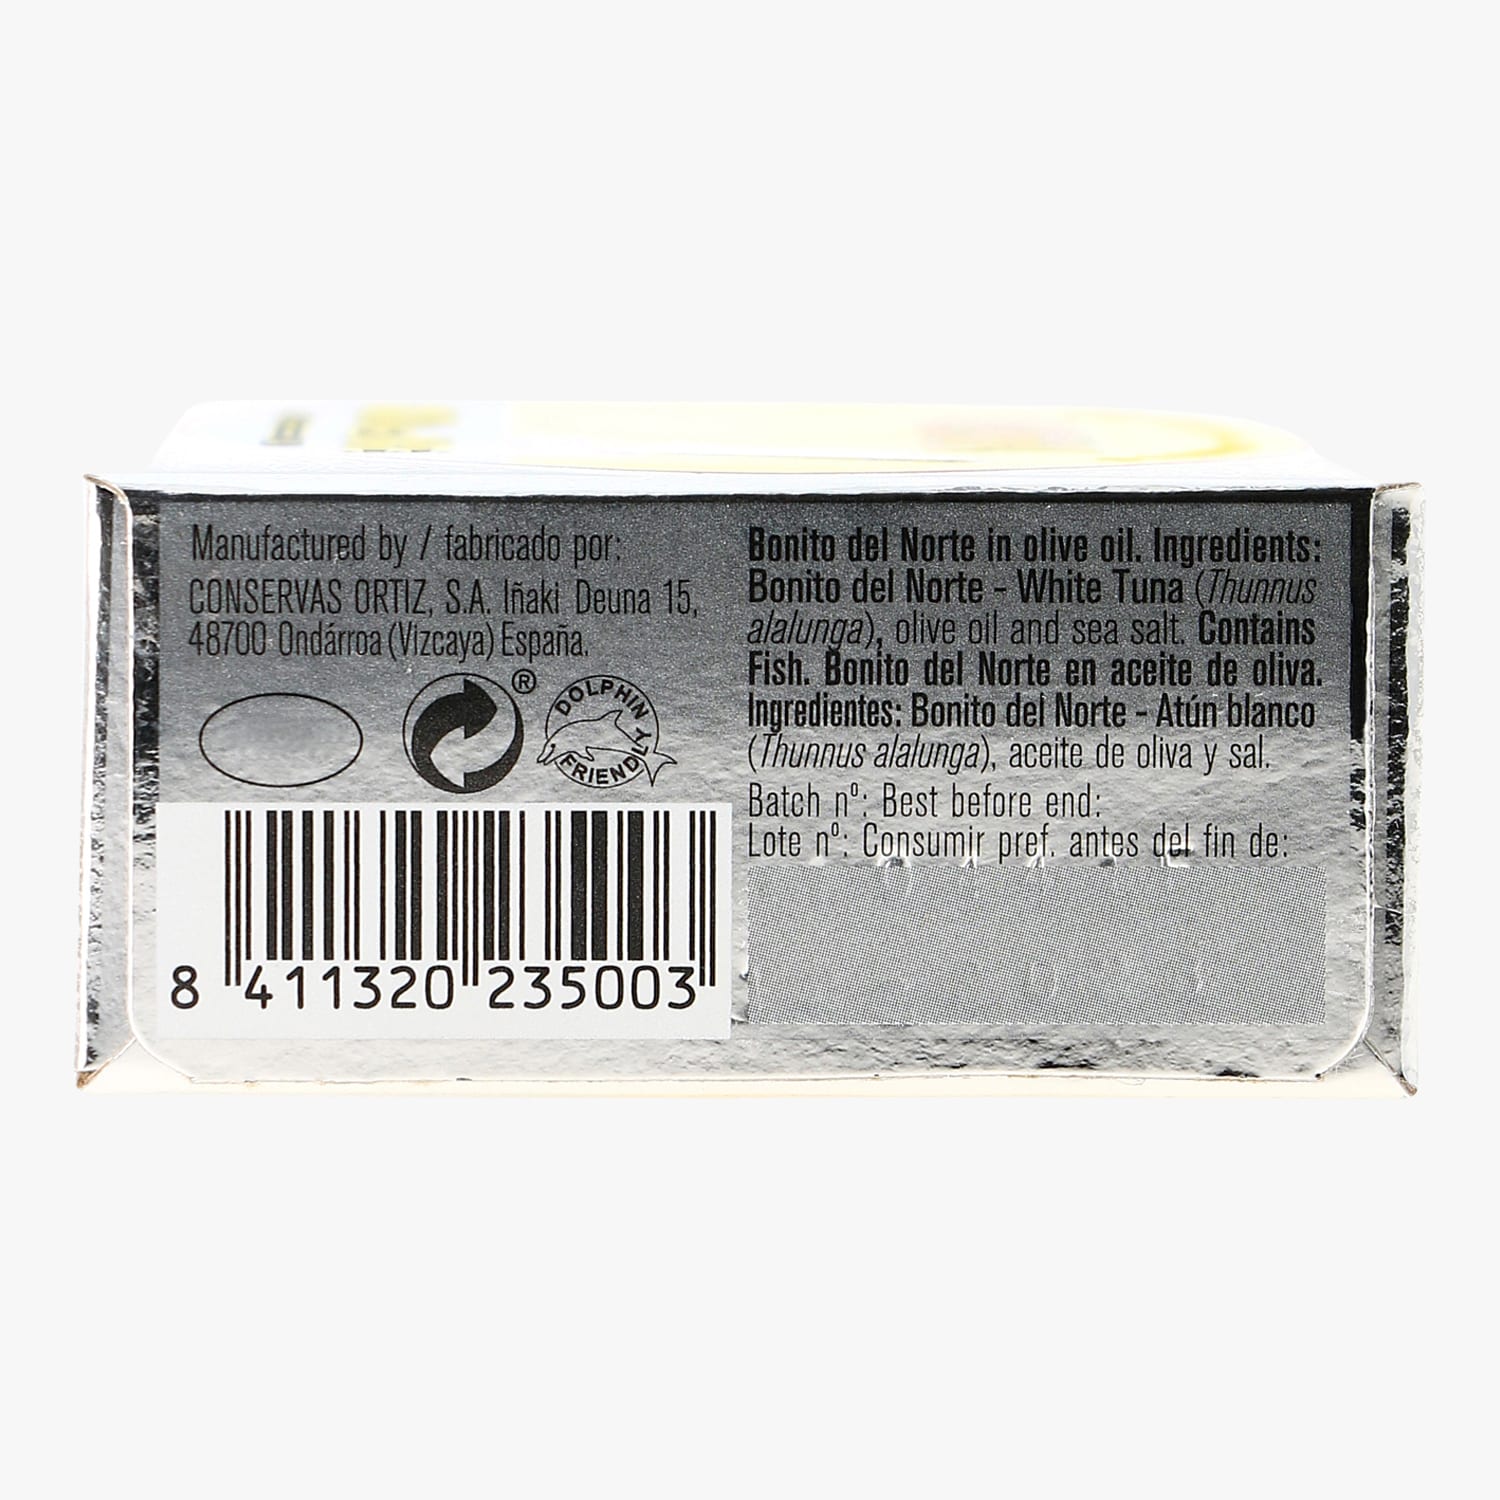 Manufactured by / fabricado por:
CONSERVAS ORTIZ, S.A. Iñaki Deuna 15,
48700 Ondárroa (Vizcaya) España.
®
DOLPHIN
FRIENDLY
8 411320 235003
Bonito del Norte in olive oil. Ingredients:
Bonito del Norte - White Tuna (Thunnus
alalunga), olive oil and sea salt. Contains
Fish. Bonito del Norte en aceite de oliva.
Ingredientes: Bonito del Norte - Atún blanco
(Thunnus alalunga), aceite de oliva y sal.
Batch nº: Best before end:
Lote nº: Consumir pref. antes del fin de: